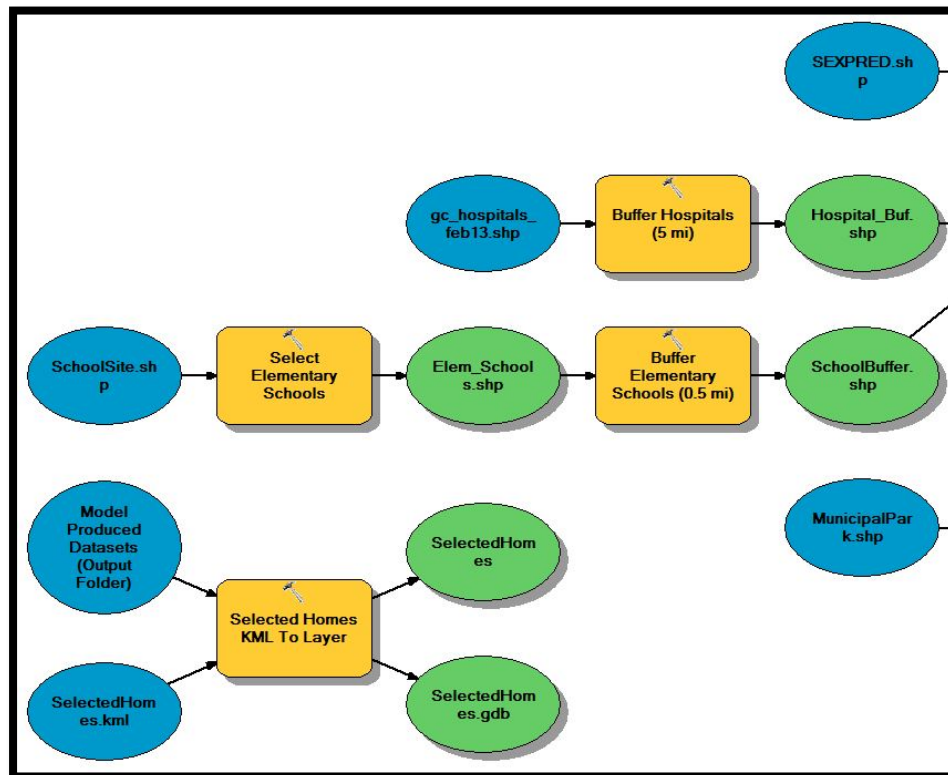 SEXPRED.sh
p
gc_hospitals_
feb13.shp
Buffer Hospitals
(5 mi)
Hospital_Buf.
shp
SchoolSite.sh
p
Select
Elementary
Schools
Elem_School
s.shp
Buffer
Elementary
Schools (0.5 mi)
SchoolBuffer.
shp
Model
Produced
Datasets
(Output
Folder)
SelectedHom
es
MunicipalPar
k.shp
Selected Homes
KML To Layer
SelectedHom
es.kml
SelectedHom
es.gdb